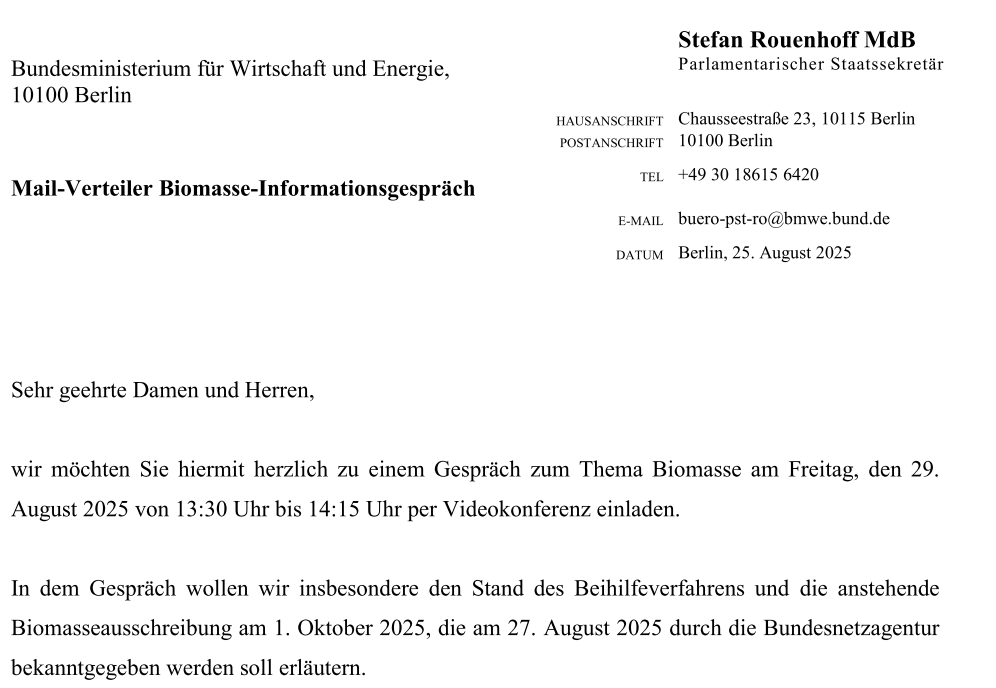 Stefan Rouenhoff MdB
Parlamentarischer Staatssekretär
Bundesministerium für Wirtschaft und Energie,
10100 Berlin
HAUSANSCHRIFT Chausseestraße 23, 10115 Berlin
POSTANSCHRIFT 10100 Berlin
TEL +49 30 18615 6420
Mail-Verteiler Biomasse-Informationsgespräch
E-MAIL buero-pst-ro@bmwe.bund.de
DATUM Berlin, 25. August 2025
Sehr geehrte Damen und Herren,
wir möchten Sie hiermit herzlich zu einem Gespräch zum Thema Biomasse am Freitag, den 29.
August 2025 von 13:30 Uhr bis 14:15 Uhr per Videokonferenz einladen.
In dem Gespräch wollen wir insbesondere den Stand des Beihilfeverfahrens und die anstehende
Biomasseausschreibung am 1. Oktober 2025, die am 27. August 2025 durch die Bundesnetzagentur
bekanntgegeben werden soll erläutern.